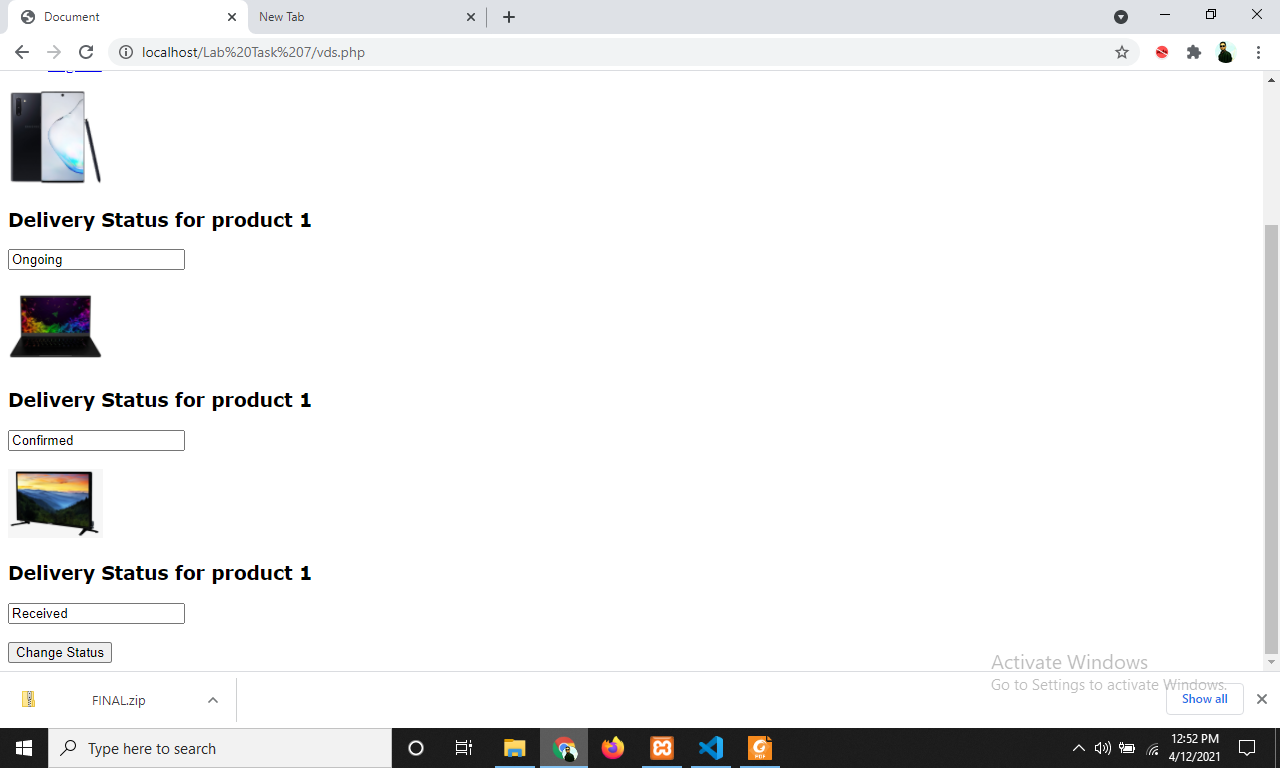 Document
New Tab
localhost/Lab%20Task%207/vds.php
Delivery Status for product 1
Ongoing
Delivery Status for product 1
Confirmed
Delivery Status for product 1
Received
Change Status
Activate Windows
Go to Settings to activate Windows.
FINAL.zip
Show all
Type here to search
PDF
12:52 PM
4/12/2021